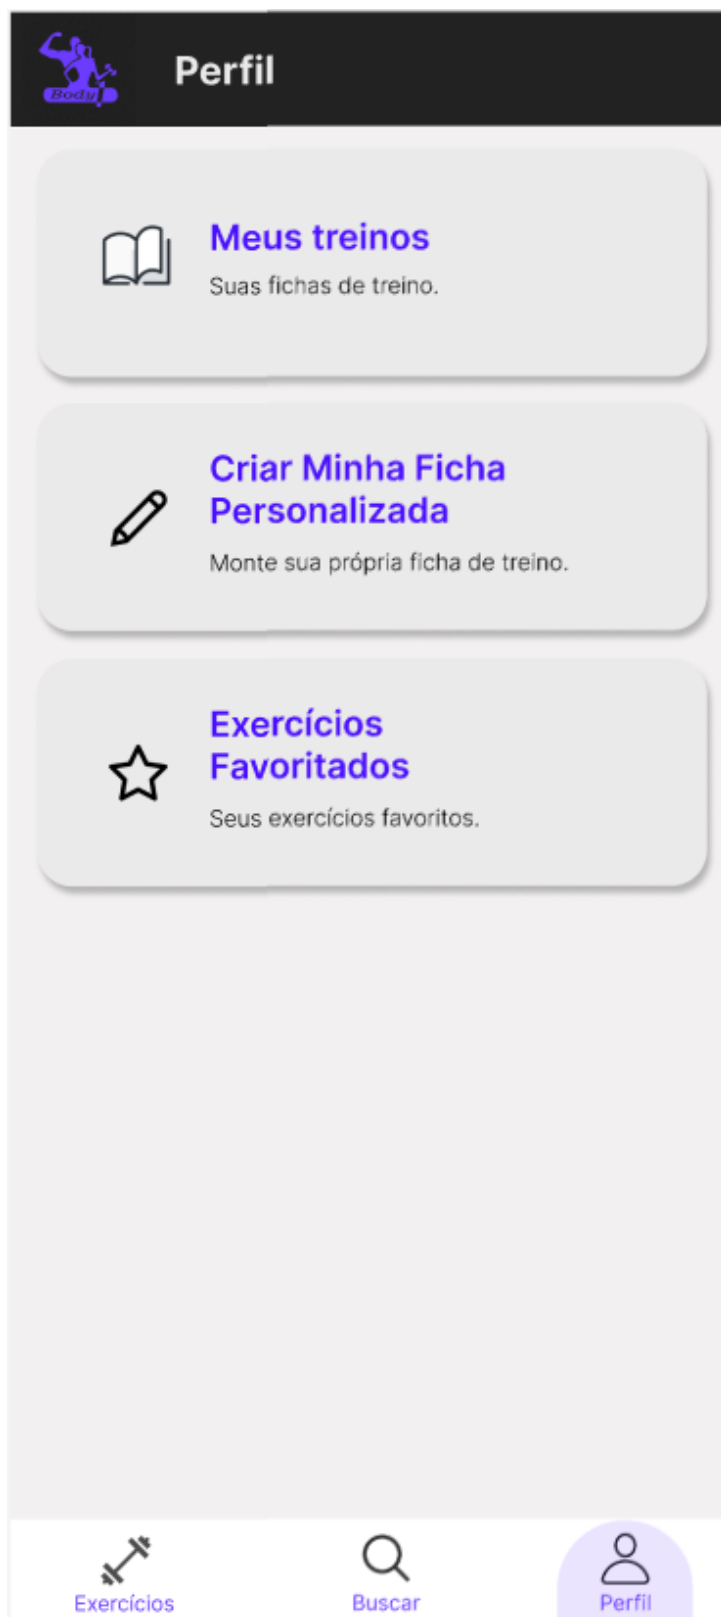 Body
Perfil
Meus treinos
Suas fichas de treino.
Criar Minha Ficha
Personalizada
Monte sua própria ficha de treino.
Exercícios
Favoritados
Seus exercícios favoritos.
Exercícios
Buscar
Perfil